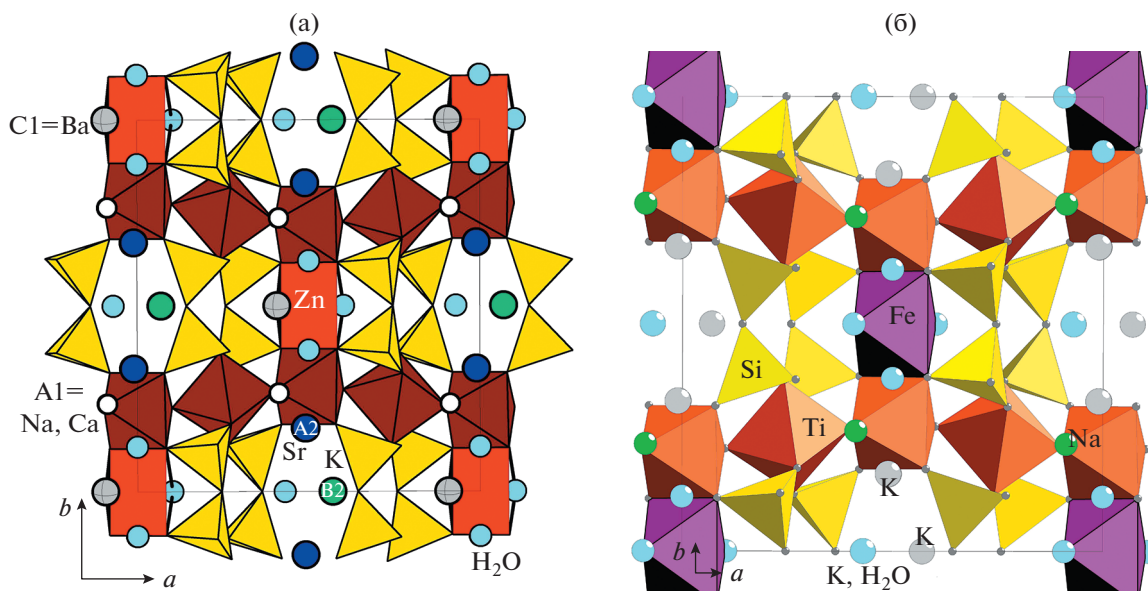 (а)
C1=Ba
Zn
A1=
Na, Ca
A2
Sr
K
B2
b
a
H₂O
(б)
Fe
Si
Ti
Na
K
K
K, H₂O
b
a